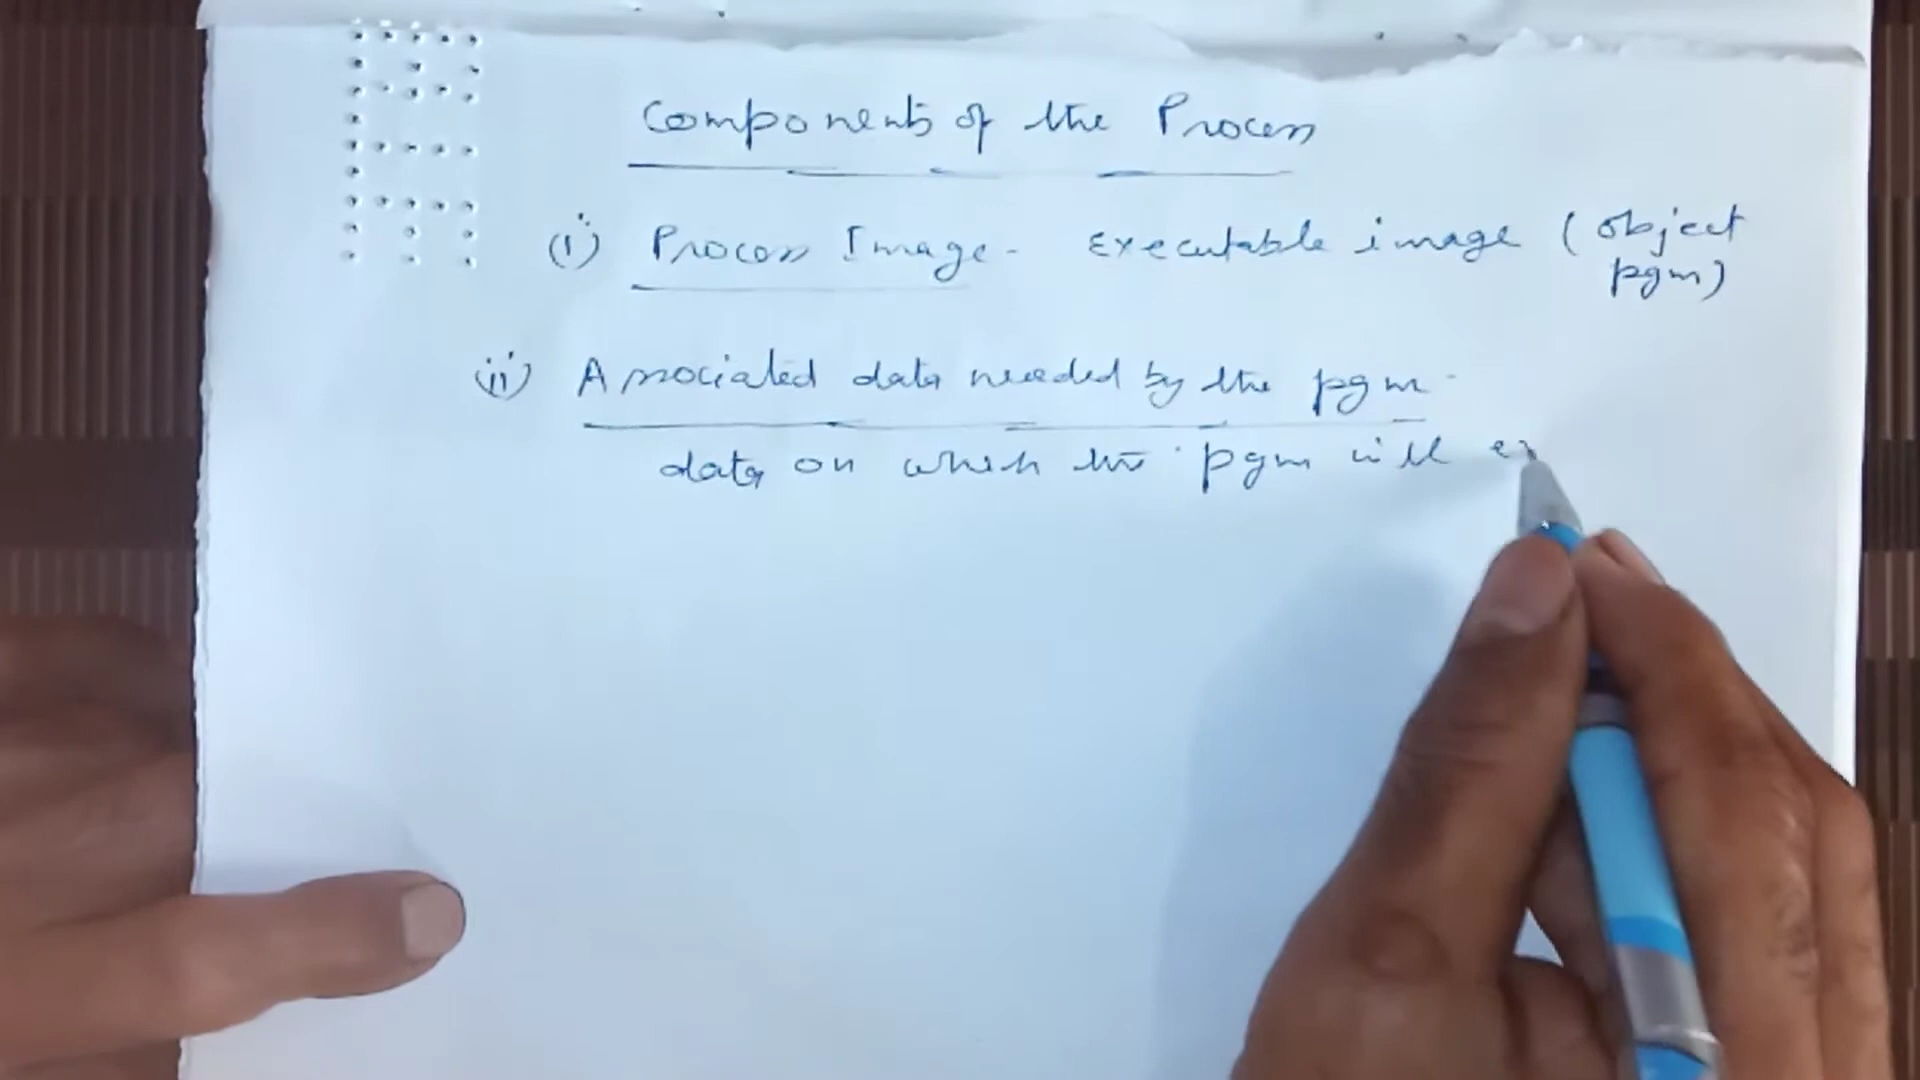 Components of the Process
(i) Process Image - Executable image (object
pgm)
ii) Associated data needed by the pgm -
data on which the pgm will ex